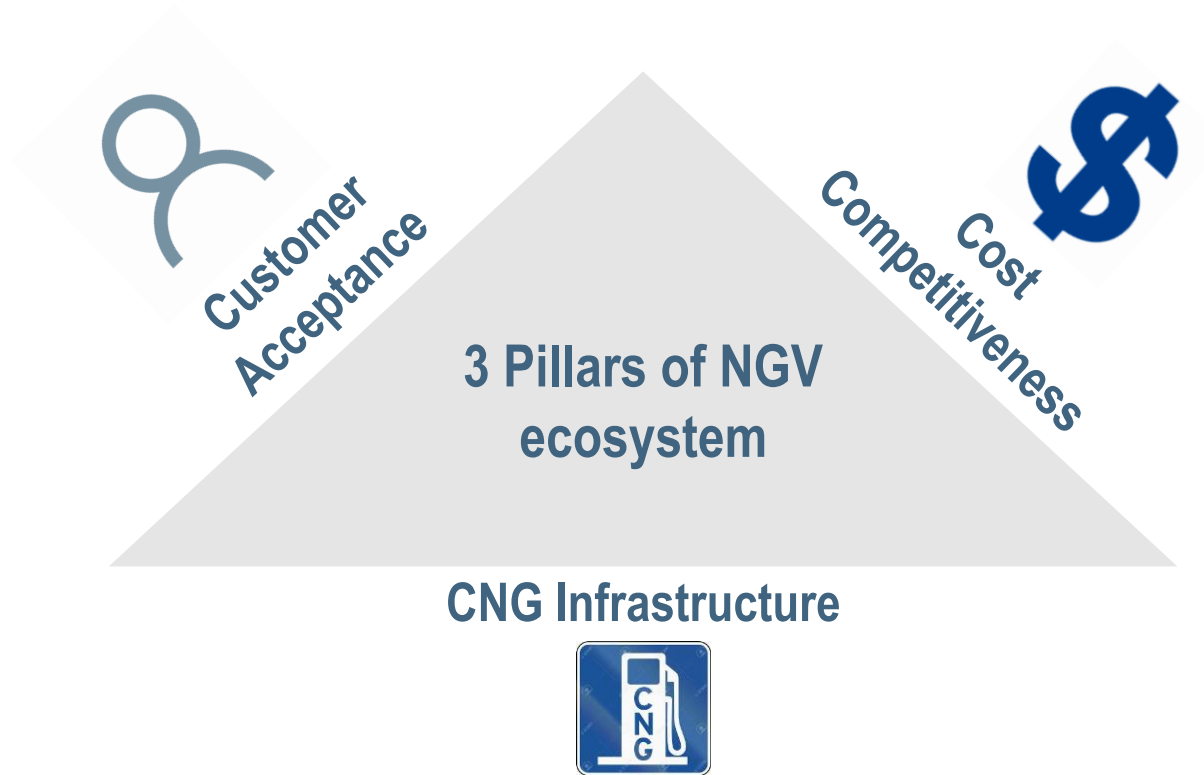 Customer
Acceptance
Cost
Competitiveness
3 Pillars of NGV
ecosystem
CNG Infrastructure
CNG